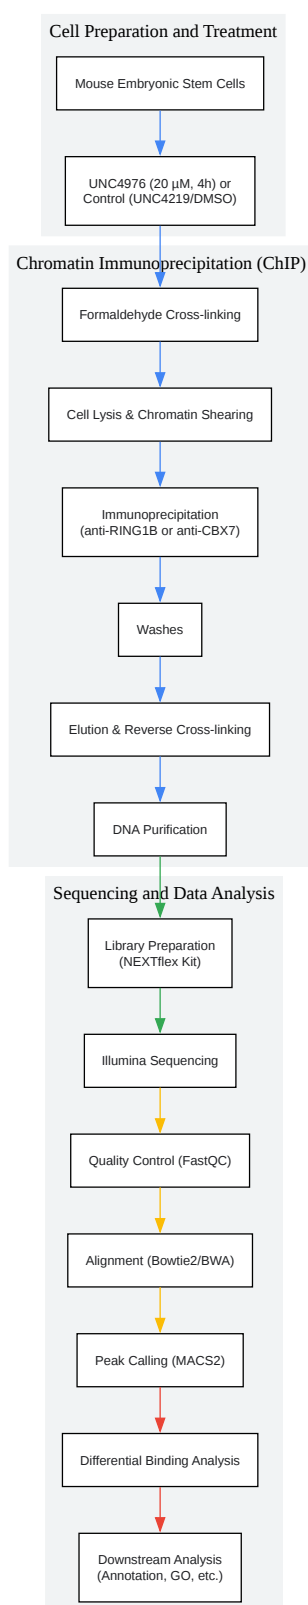 Cell Preparation and Treatment
Mouse Embryonic Stem Cells
UNC4976 (20 µM, 4h) or
Control (UNC4219/DMSO)
Chromatin Immunoprecipitation (ChIP)
Formaldehyde Cross-linking
Cell Lysis & Chromatin Shearing
Immunoprecipitation
(anti-RING1B or anti-CBX7)
Washes
Elution & Reverse Cross-linking
DNA Purification
Sequencing and Data Analysis
Library Preparation
(NEXTflex Kit)
Illumina Sequencing
Quality Control (FastQC)
Alignment (Bowtie2/BWA)
Peak Calling (MACS2)
Differential Binding Analysis
Downstream Analysis
(Annotation, GO, etc.)